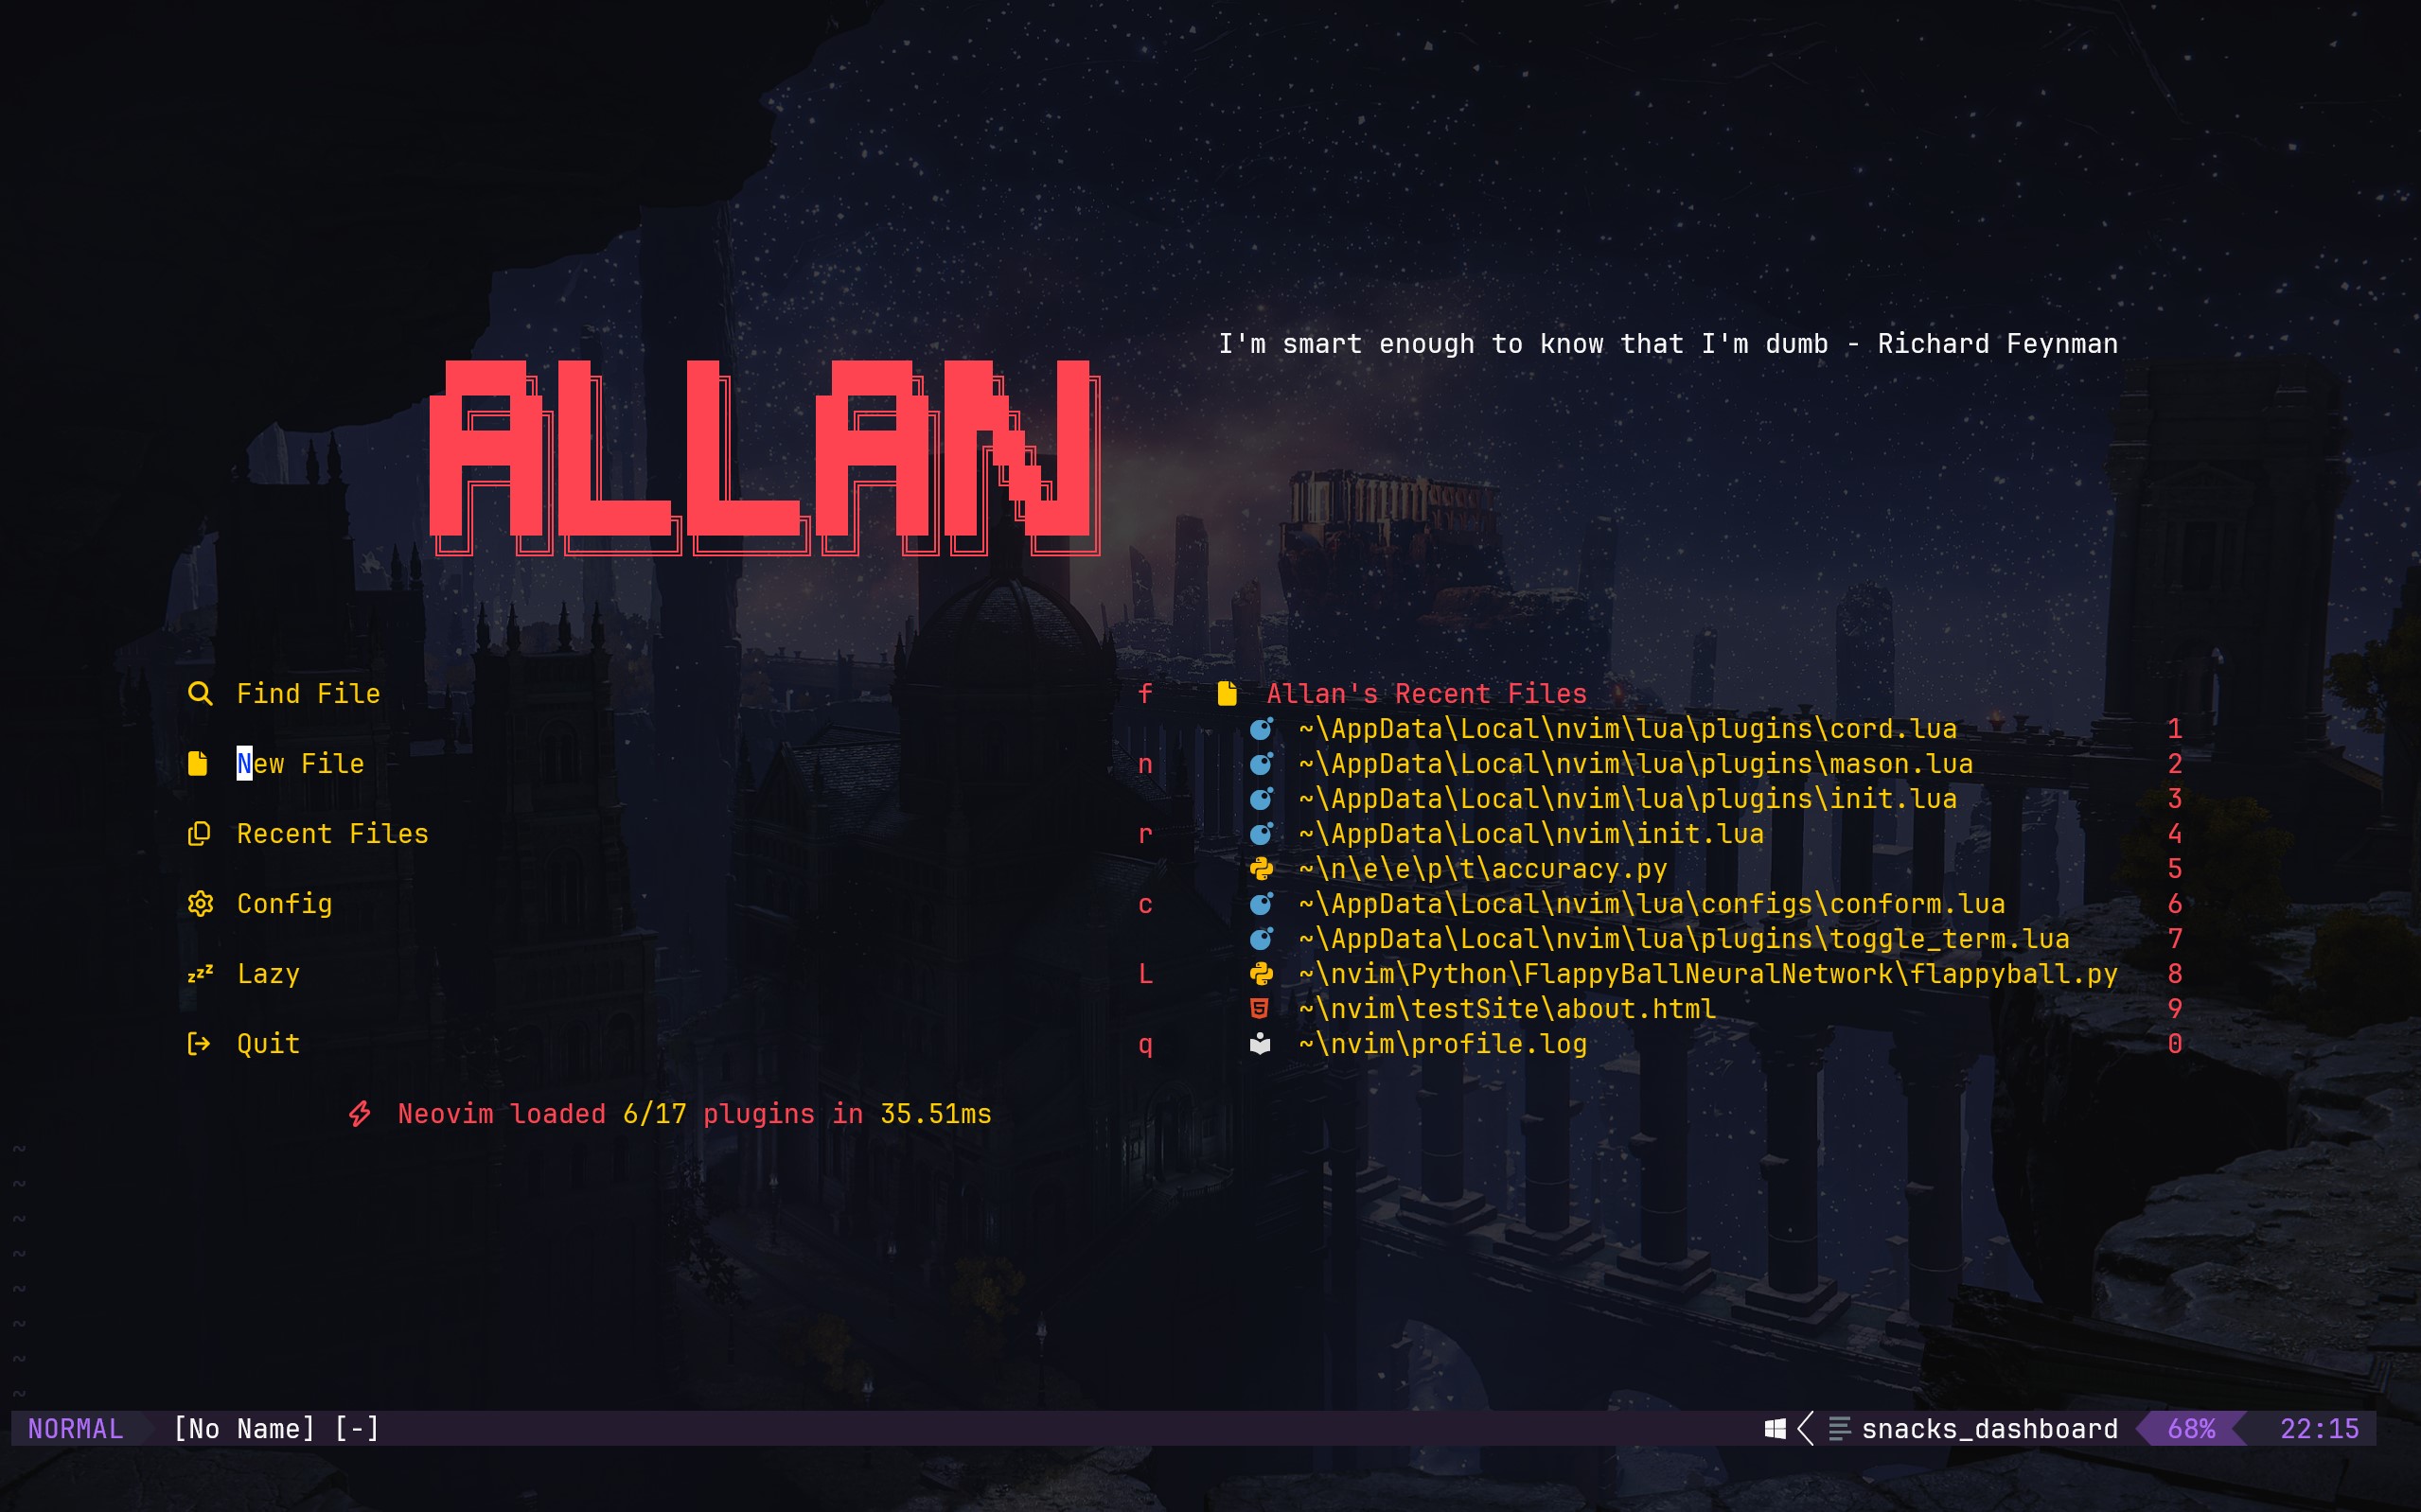 I'm smart enough to know that I'm dumb - Richard Feynman
ALLAN
Find File f
New File n
Recent Files r
Config c
Lazy L
Quit q
Neovim loaded 6/17 plugins in 35.51ms
Allan's Recent Files
~\AppData\Local\nvim\lua\plugins\cord.lua 1
~\AppData\Local\nvim\lua\plugins\mason.lua 2
~\AppData\Local\nvim\lua\plugins\init.lua 3
~\AppData\Local\nvim\init.lua 4
~\n\e\e\p\t\accuracy.py 5
~\AppData\Local\nvim\lua\configs\conform.lua 6
~\AppData\Local\nvim\lua\plugins\toggle_term.lua 7
~\nvim\Python\FlappyBallNeuralNetwork\flappyball.py 8
~\nvim\testSite\about.html 9
~\nvim\profile.log 0
~
~
~
~
~
~
~
~
NORMAL [No Name] [-] snacks_dashboard 68% 22:15